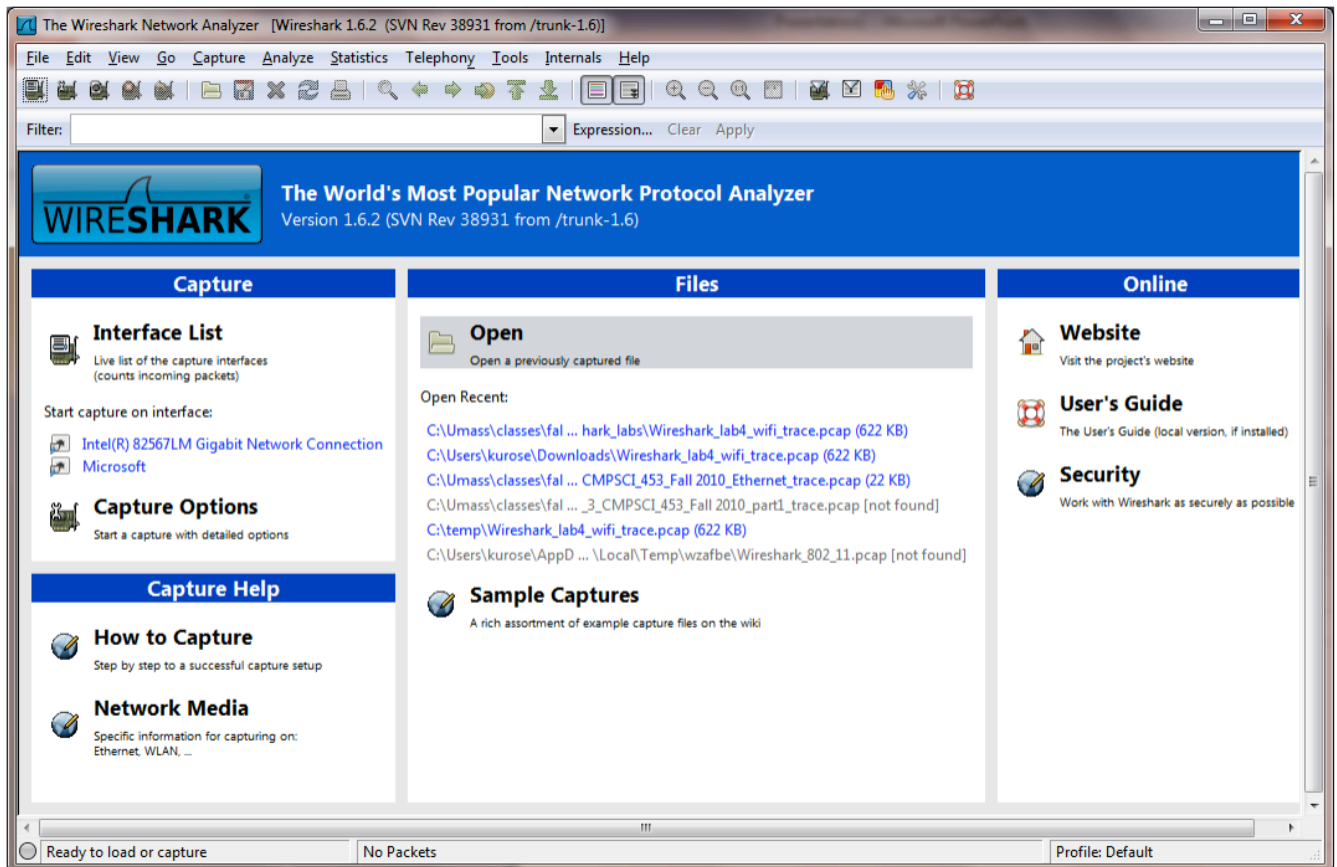 The Wireshark Network Analyzer [Wireshark 1.6.2 (SVN Rev 38931 from /trunk-1.6)]
File Edit View Go Capture Analyze Statistics Telephony Tools Internals Help
Filter: Expression... Clear Apply
WIRESHARK
The World's Most Popular Network Protocol Analyzer
Version 1.6.2 (SVN Rev 38931 from /trunk-1.6)
Capture
Interface List
Live list of the capture interfaces
(counts incoming packets)
Start capture on interface:
Intel(R) 82567LM Gigabit Network Connection
Microsoft
Capture Options
Start a capture with detailed options
Capture Help
How to Capture
Step by step to a successful capture setup
Network Media
Specific information for capturing on:
Ethernet, WLAN, ...
Files
Open
Open a previously captured file
Open Recent:
C:\Umass\classes\fal ... hark_labs\Wireshark_lab4_wifi_trace.pcap (622 KB)
C:\Users\kurose\Downloads\Wireshark_lab4_wifi_trace.pcap (622 KB)
C:\Umass\classes\fal ... CMPSCI_453_Fall 2010_Ethernet_trace.pcap (22 KB)
C:\Umass\classes\fal ... _3_CMPSCI_453_Fall 2010_part1_trace.pcap [not found]
C:\temp\Wireshark_lab4_wifi_trace.pcap (622 KB)
C:\Users\kurose\AppD ... \Local\Temp\wzafbe\Wireshark_802_11.pcap [not found]
Sample Captures
A rich assortment of example capture files on the wiki
Online
Website
Visit the project's website
User's Guide
The User's Guide (local version, if installed)
Security
Work with Wireshark as securely as possible
Ready to load or capture
No Packets
Profile: Default